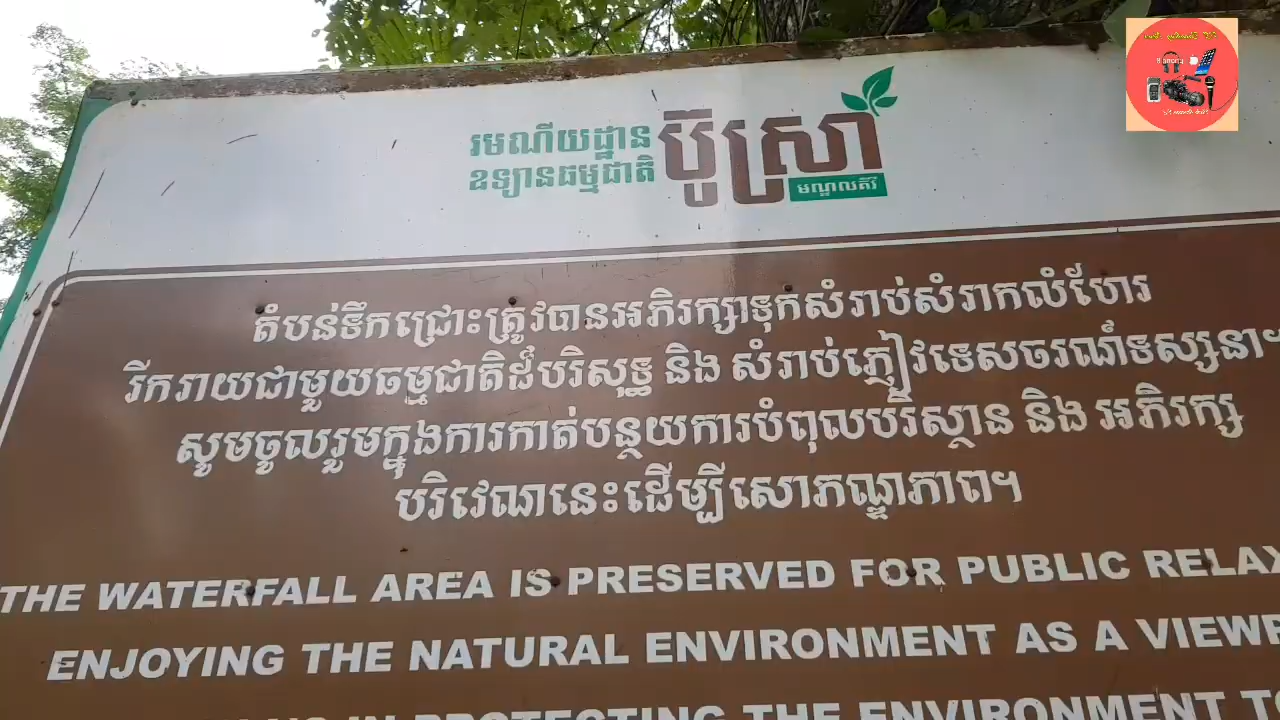 រមណីយដ្ឋាន
ឧទ្យានធម្មជាតិ
ប៊ូស្រា
មណ្ឌលគិរី
តំបន់ទឹកជ្រោះត្រូវបានអភិរក្សាទុកសំរាប់សំរាកលំហែរ
រីករាយជាមួយធម្មជាតិដ៏បរិសុទ្ធ និង សំរាប់ភ្ញៀវទេសចរណ៍ទស្សនា។
សូមចូលរួមក្នុងការកាត់បន្ថយការបំពុលបរិស្ថាន និង អភិរក្ស
បរិវេណនេះដើម្បីសោភណ្ឌភាព។
THE WATERFALL AREA IS PRESERVED FOR PUBLIC RELAX
ENJOYING THE NATURAL ENVIRONMENT AS A VIEWP
IN PROTECTING THE ENVIRONMENT TO